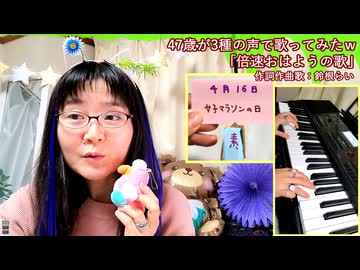 47歳が3種の声で歌ってみたw
「倍速おはようの歌」
作詞作曲歌：鈴根らい
4月16日
女子マラソンの日
素